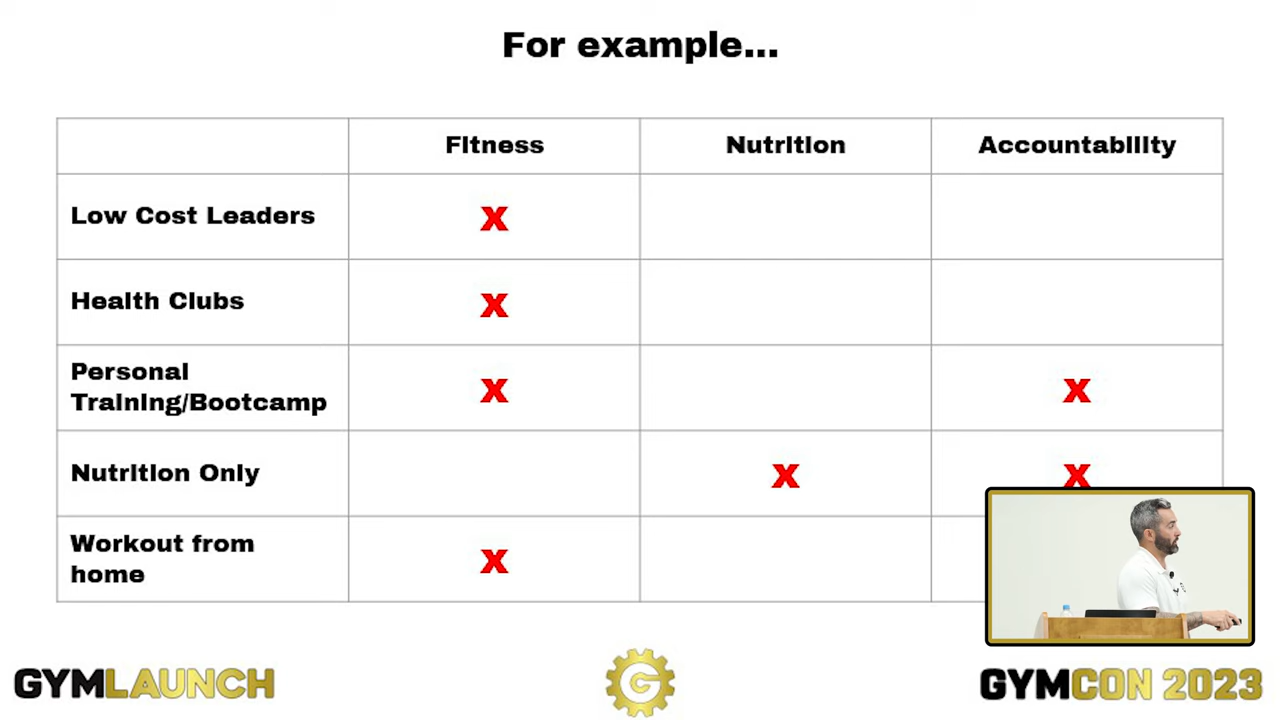 For example...
Fitness Nutrition Accountability
Low Cost Leaders X
Health Clubs X
Personal
Training/Bootcamp X X
Nutrition Only X X
Workout from
home X
GYMLAUNCH G GYMCON 2023